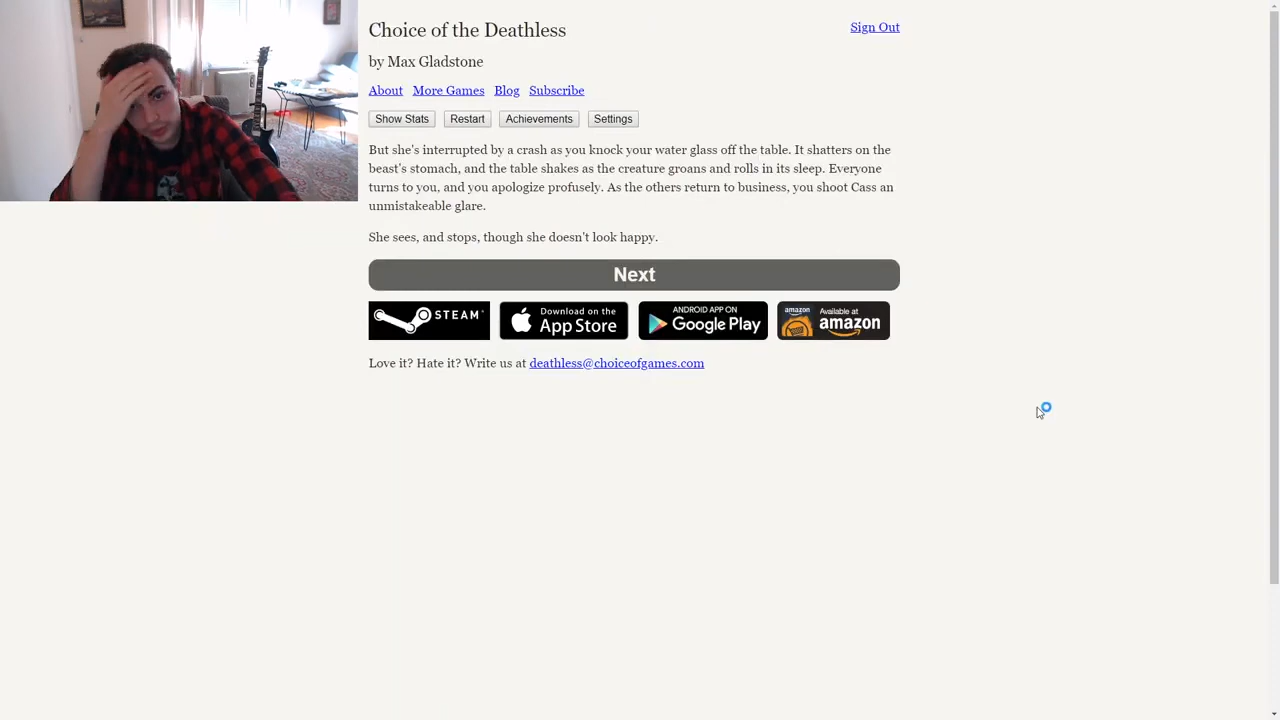 Choice of the Deathless
Sign Out
by Max Gladstone
About More Games Blog Subscribe
Show Stats Restart Achievements Settings
But she's interrupted by a crash as you knock your water glass off the table. It shatters on the
beast's stomach, and the table shakes as the creature groans and rolls in its sleep. Everyone
turns to you, and you apologize profusely. As the others return to business, you shoot Cass an
unmistakeable glare.
She sees, and stops, though she doesn't look happy.
Next
STEAM
Download on the
App Store
ANDROID APP ON
Google Play
amazon
Available at
amazon
Love it? Hate it? Write us at deathless@choiceofgames.com